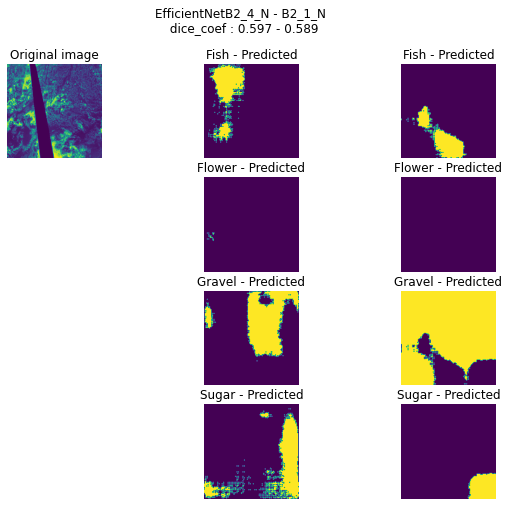 EfficientNetB2_4_N - B2_1_N
dice_coef : 0.597 - 0.589
Original image
Fish - Predicted
Fish - Predicted
Flower - Predicted
Flower - Predicted
Gravel - Predicted
Gravel - Predicted
Sugar - Predicted
Sugar - Predicted